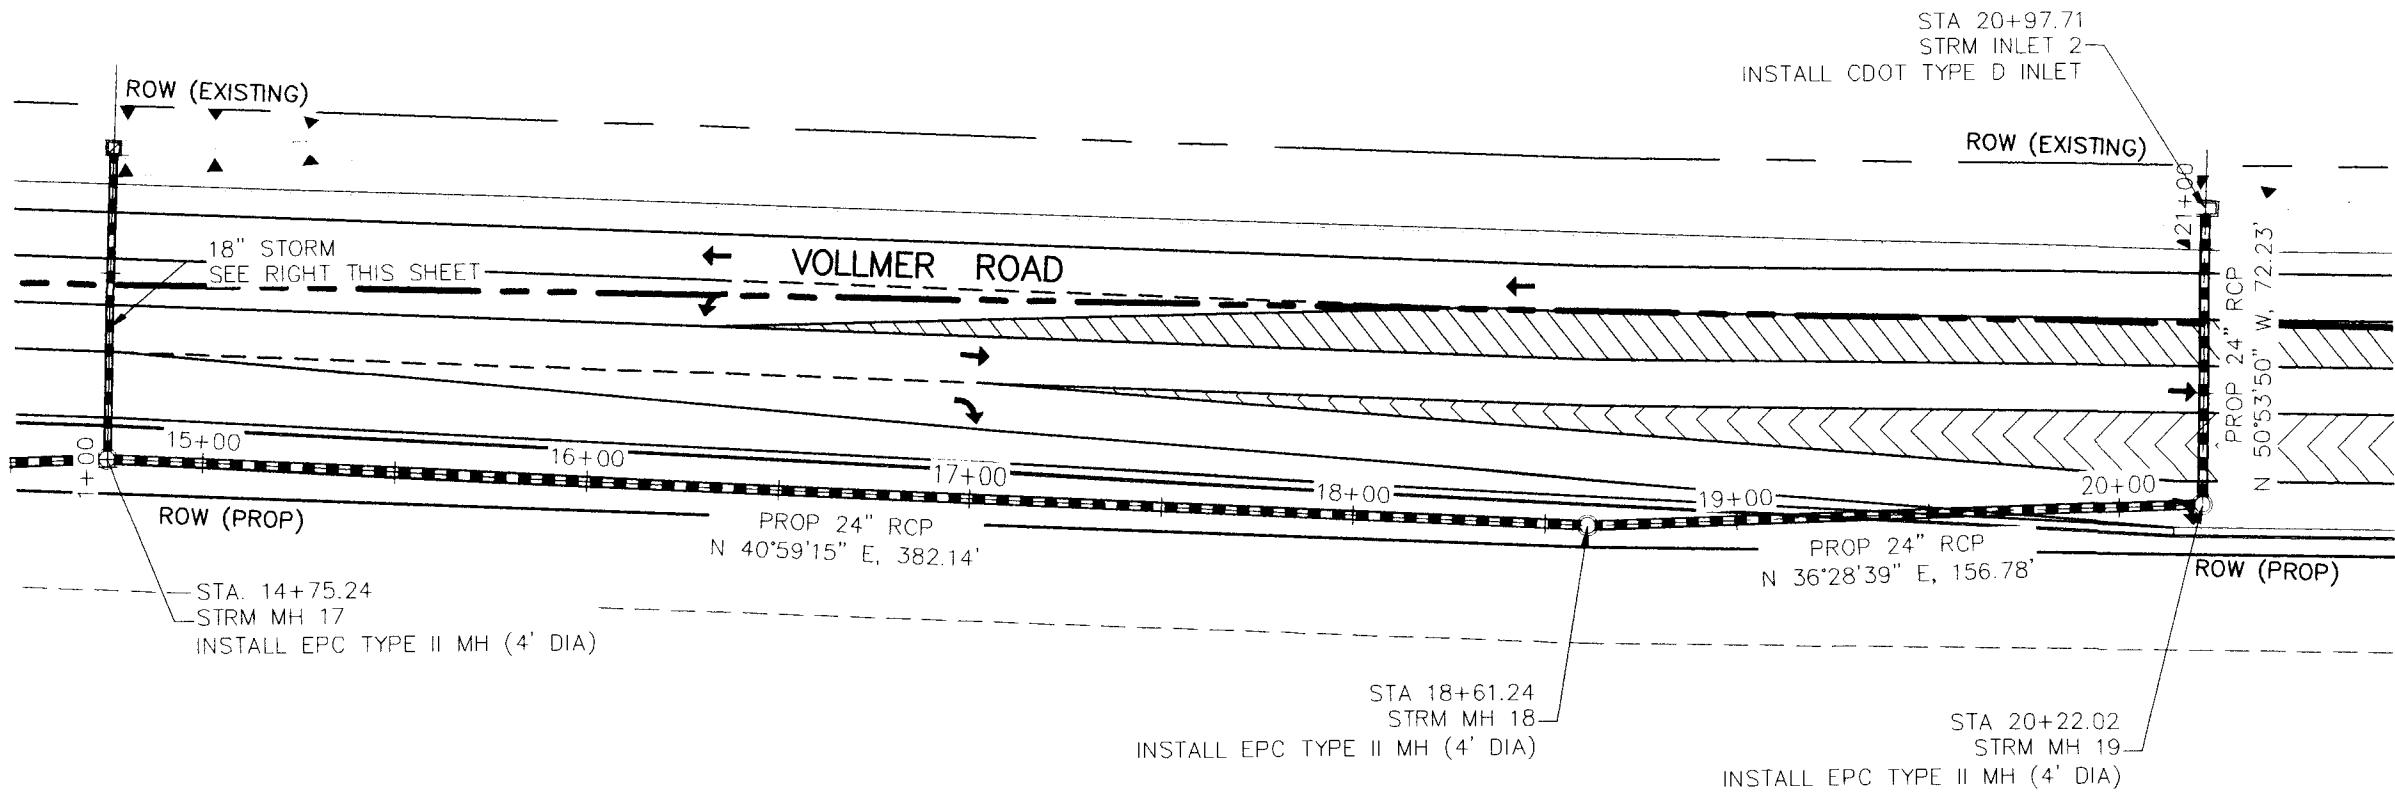 STA 20+97.71
STRM INLET 2
INSTALL CDOT TYPE D INLET
ROW (EXISTING)
ROW (EXISTING)
21+00
18" STORM
SEE RIGHT THIS SHEET
VOLLMER ROAD
PROP 24" RCP
N 50°53'50" W, 72.23'
1+00
15+00
16+00
17+00
18+00
19+00
20+00
ROW (PROP)
PROP 24" RCP
N 40°59'15" E, 382.14'
PROP 24" RCP
N 36°28'39" E, 156.78'
ROW (PROP)
STA. 14+75.24
STRM MH 17
INSTALL EPC TYPE II MH (4' DIA)
STA 18+61.24
STRM MH 18
INSTALL EPC TYPE II MH (4' DIA)
STA 20+22.02
STRM MH 19
INSTALL EPC TYPE II MH (4' DIA)